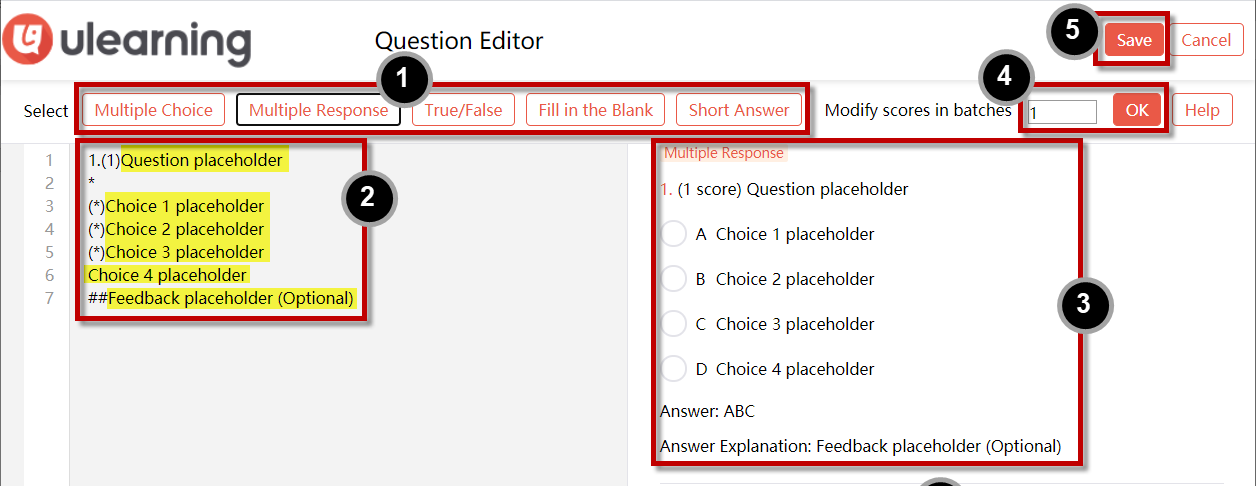 ulearning
Question Editor
5
Save
Cancel
1
4
Select
Multiple Choice
Multiple Response
True/False
Fill in the Blank
Short Answer
Modify scores in batches
1
OK
Help
2
1 1.(1)Question placeholder
2 *
3 (*)Choice 1 placeholder
4 (*)Choice 2 placeholder
5 (*)Choice 3 placeholder
6 Choice 4 placeholder
7 ##Feedback placeholder (Optional)
3
Multiple Response
1. (1 score) Question placeholder
A Choice 1 placeholder
B Choice 2 placeholder
C Choice 3 placeholder
D Choice 4 placeholder
Answer: ABC
Answer Explanation: Feedback placeholder (Optional)